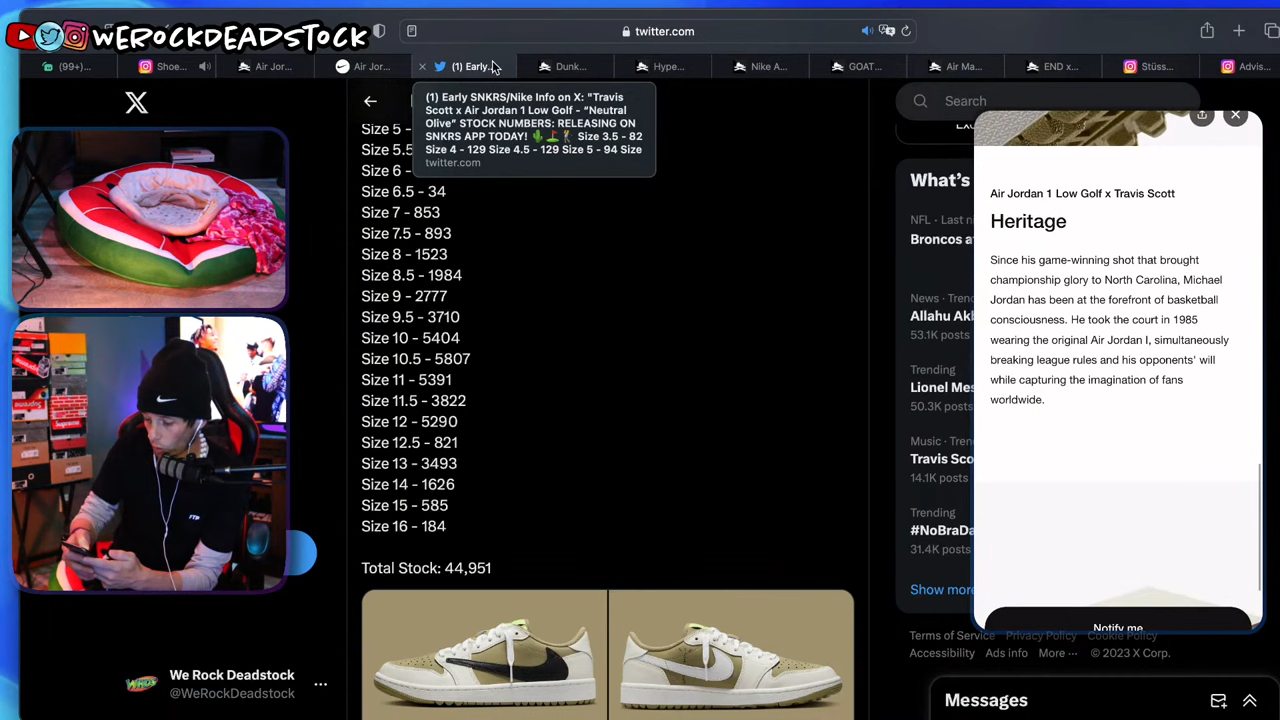 WEROCKDEADSTOCK
twitter.com
(99+)...
Shoe...
Air Jor...
Air Jor...
(1) Early...
Dunk...
Hype...
Nike A...
GOAT...
Air Ma...
END x...
Stüss...
Advis...
(1) Early SNKRS/Nike Info on X: "Travis
Scott x Air Jordan 1 Low Golf - "Neutral
Olive" STOCK NUMBERS: RELEASING ON
SNKRS APP TODAY! 🌵⛳🏌️ Size 3.5 - 82
Size 4 - 129 Size 4.5 - 129 Size 5 - 94 Size
twitter.com
Size 5 -
Size 5.5
Size 6 -
Size 6.5 - 34
Size 7 - 853
Size 7.5 - 893
Size 8 - 1523
Size 8.5 - 1984
Size 9 - 2777
Size 9.5 - 3710
Size 10 - 5404
Size 10.5 - 5807
Size 11 - 5391
Size 11.5 - 3822
Size 12 - 5290
Size 12.5 - 821
Size 13 - 3493
Size 14 - 1626
Size 15 - 585
Size 16 - 184
Total Stock: 44,951
We Rock Deadstock
@WeRockDeadstock
Search
What's
NFL · Last n
Broncos a
News · Tren
Allahu Ak
53.1K posts
Trending
Lionel Mes
50.3K posts
Music · Tren
Travis Sco
14.1K posts
Trending
#NoBraDa
31.4K posts
Show more
Terms of Service Privacy Policy Cookie Policy
Accessibility Ads info More ··· © 2023 X Corp.
Messages
Air Jordan 1 Low Golf x Travis Scott
Heritage
Since his game-winning shot that brought
championship glory to North Carolina, Michael
Jordan has been at the forefront of basketball
consciousness. He took the court in 1985
wearing the original Air Jordan I, simultaneously
breaking league rules and his opponents' will
while capturing the imagination of fans
worldwide.
Notify me
FTP
Supreme